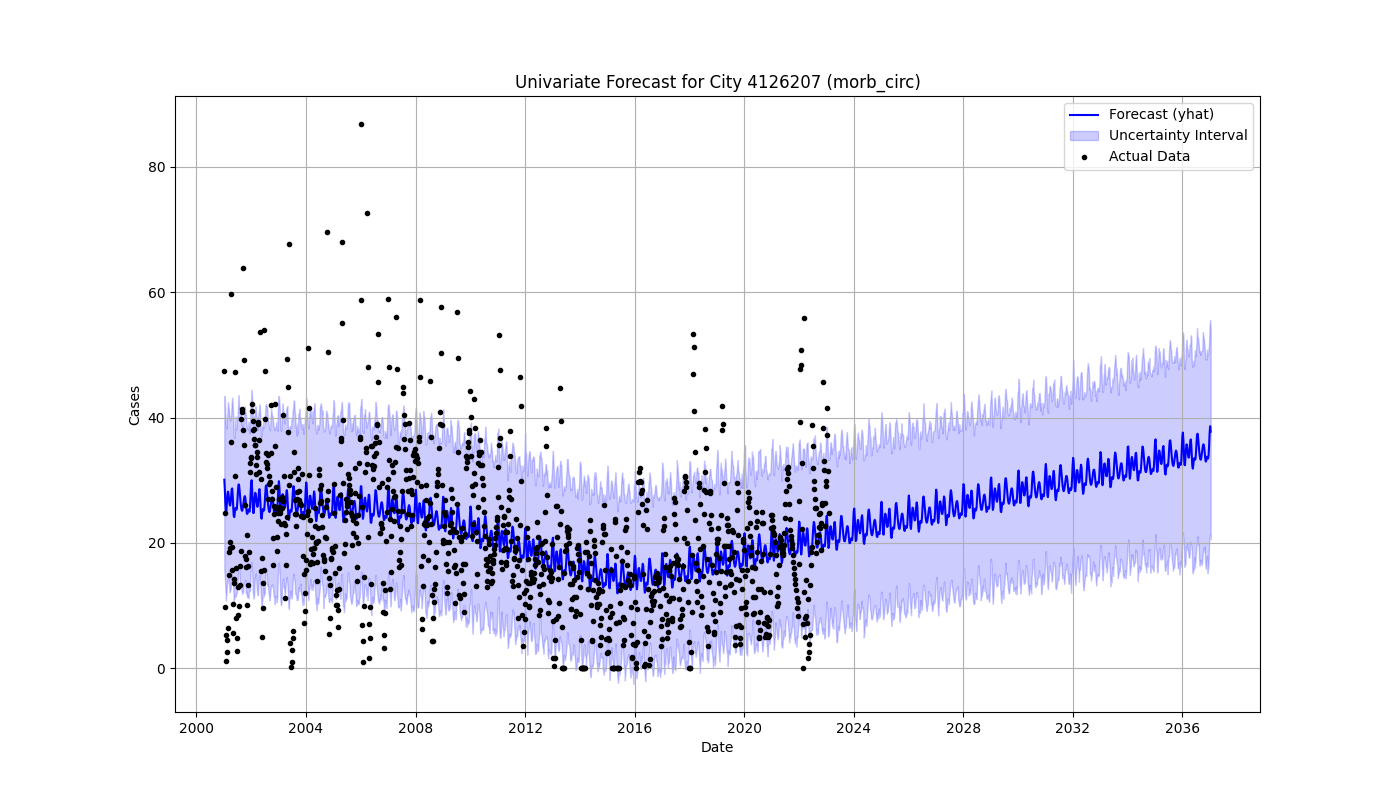 Univariate Forecast for City 4126207 (morb_circ)
Forecast (yhat)
Uncertainty Interval
Actual Data
Cases
80
60
40
20
0
2000 2004 2008 2012 2016 2020 2024 2028 2032 2036
Date